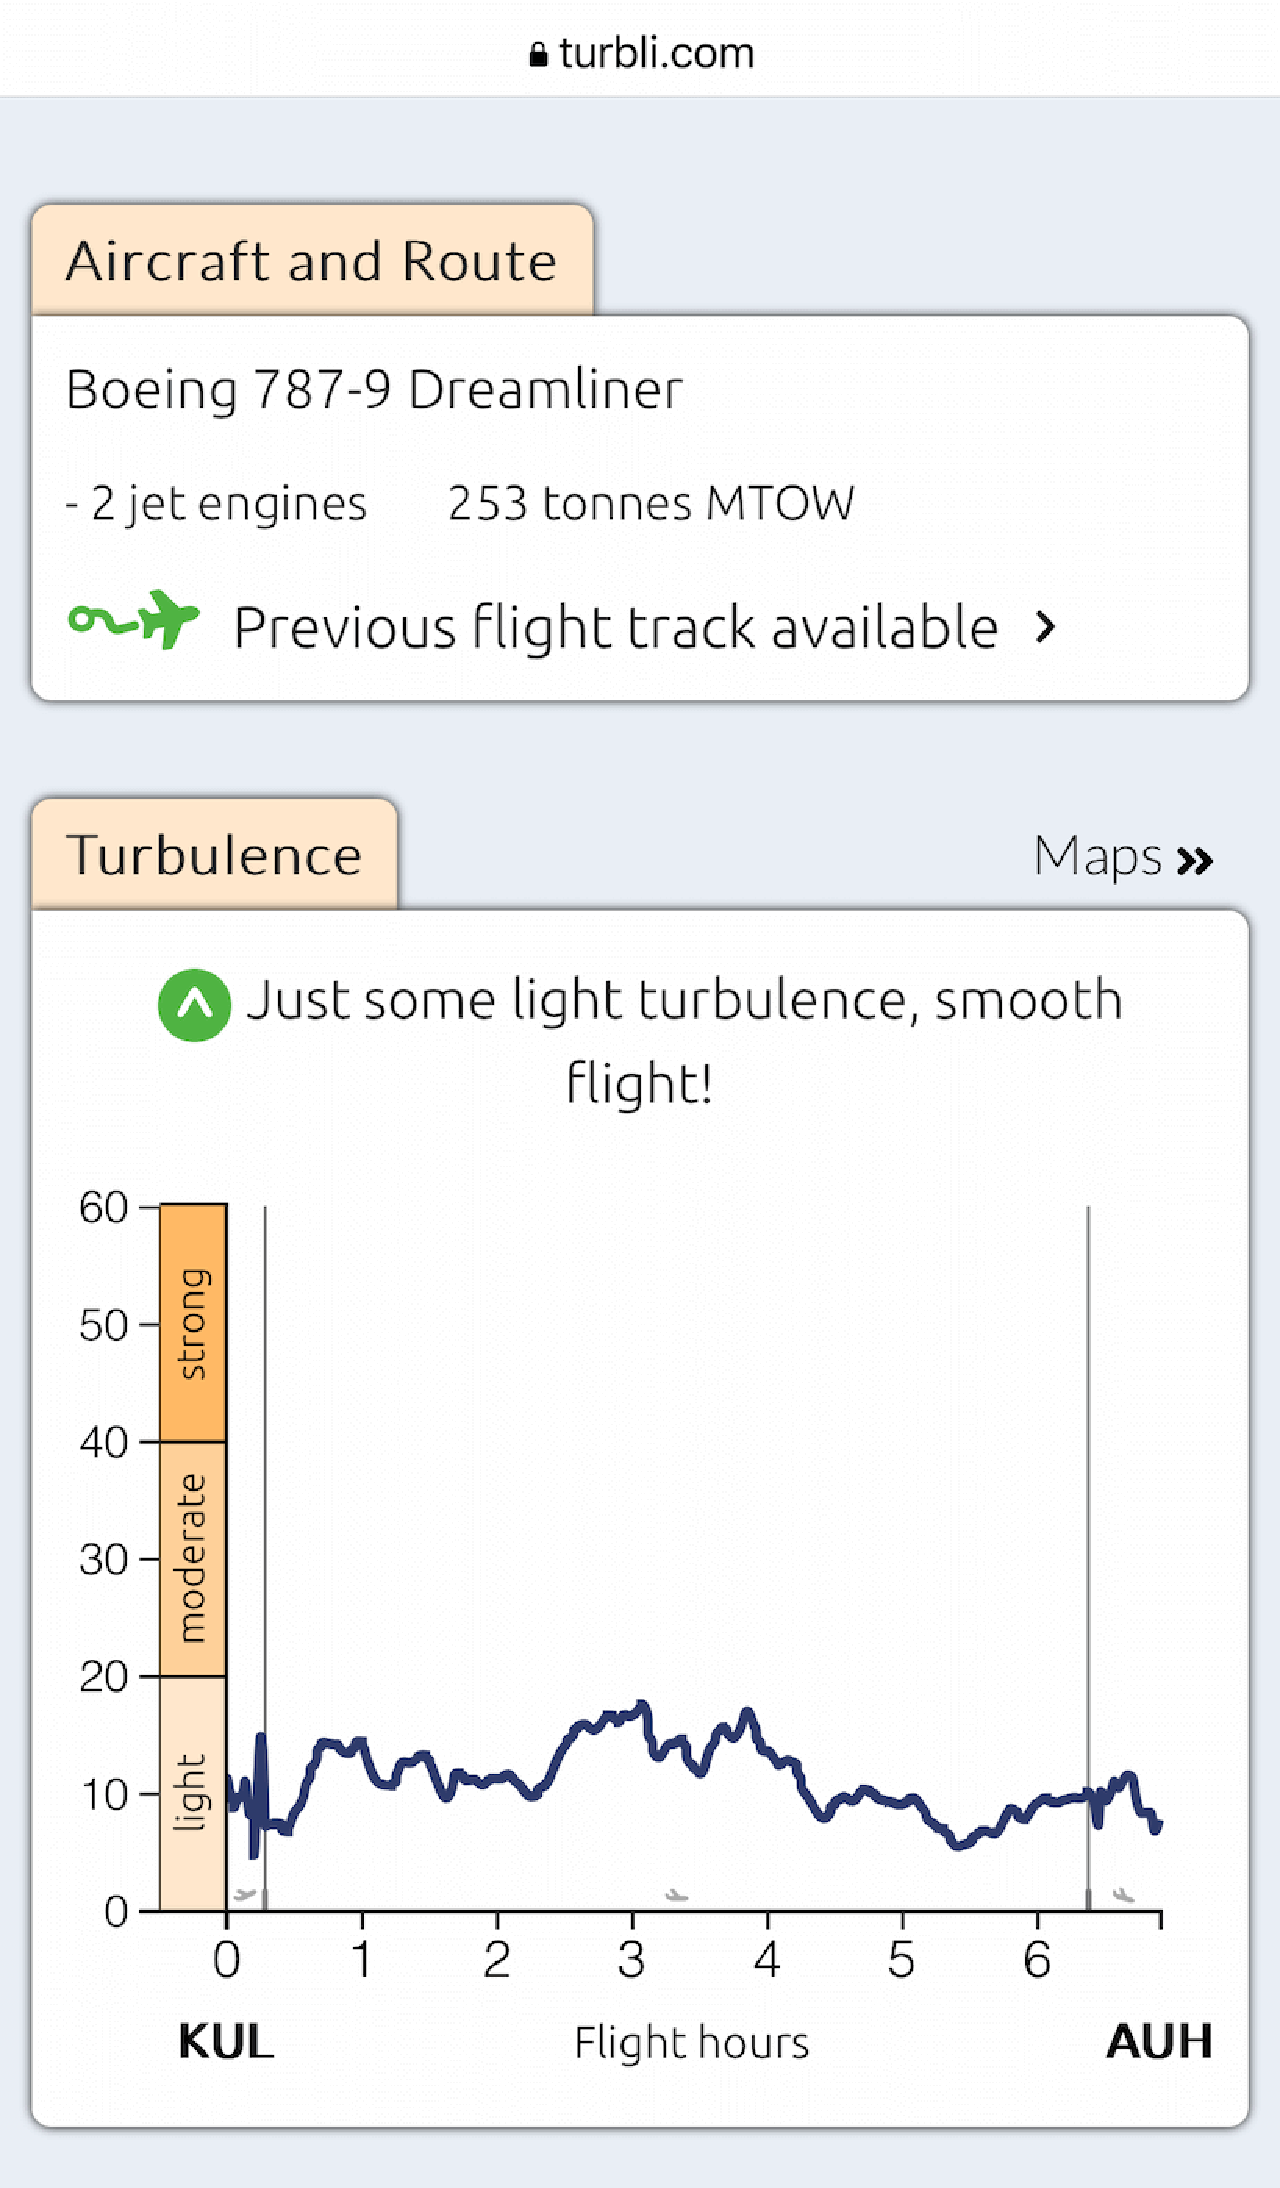 turbli.com
Aircraft and Route
Boeing 787-9 Dreamliner
- 2 jet engines 253 tonnes MTOW
Previous flight track available
Turbulence
Maps
Just some light turbulence, smooth
flight!
60
50
40
30
20
10
0
strong
moderate
light
0 1 2 3 4 5 6
KUL Flight hours AUH